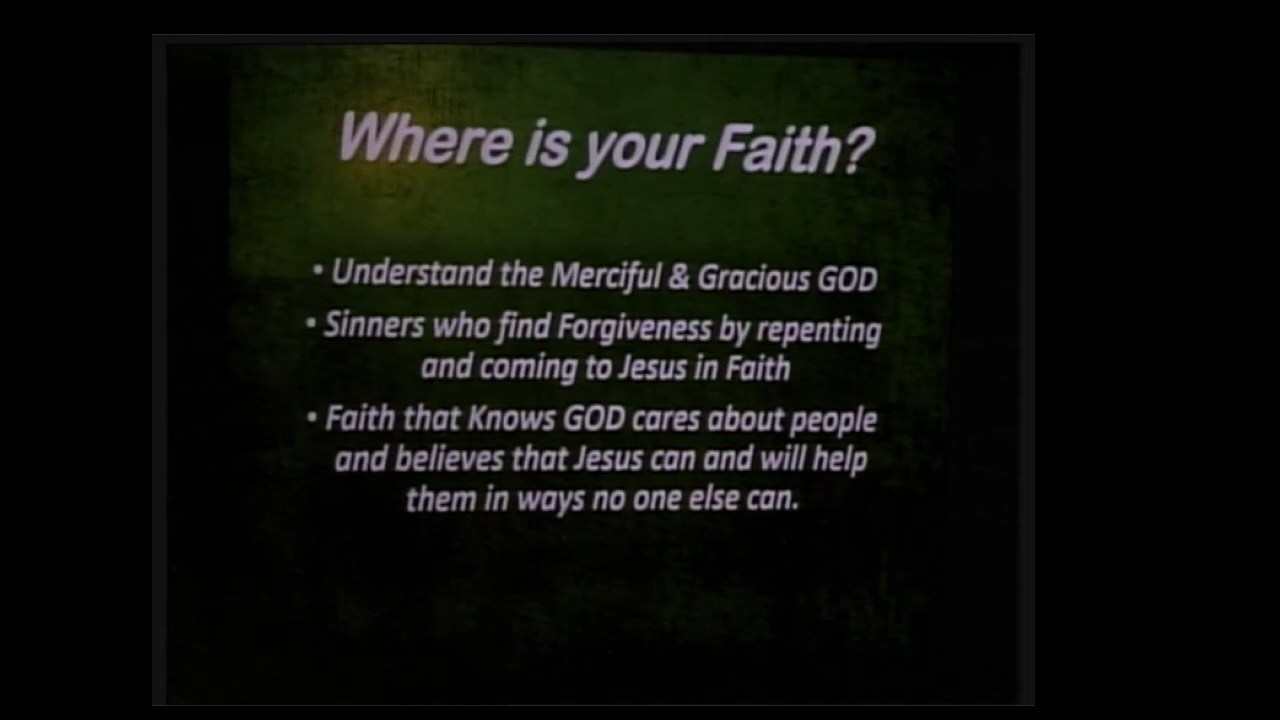 Where is your Faith?
• Understand the Merciful & Gracious GOD
• Sinners who find Forgiveness by repenting
and coming to Jesus in Faith
• Faith that Knows GOD cares about people
and believes that Jesus can and will help
them in ways no one else can.